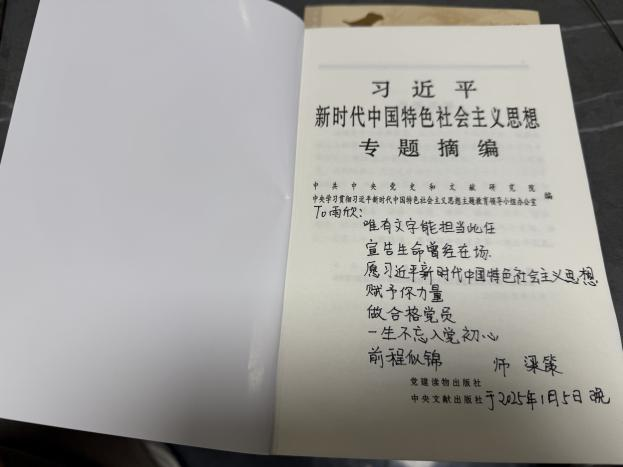 习近平
新时代中国特色社会主义思想
专题摘编
中共中央党史和文献研究院
中央学习贯彻习近平新时代中国特色社会主义思想主题教育领导小组办公室 编
To雨欣:
唯有文字能担当此任
宣告生命曾经在场.
愿习近平新时代中国特色社会主义思想
赋予你力量
做合格党员
一生不忘入党初心
前程似锦 师 梁策
党建读物出版社
中央文献出版社 于2025年1月5日晚